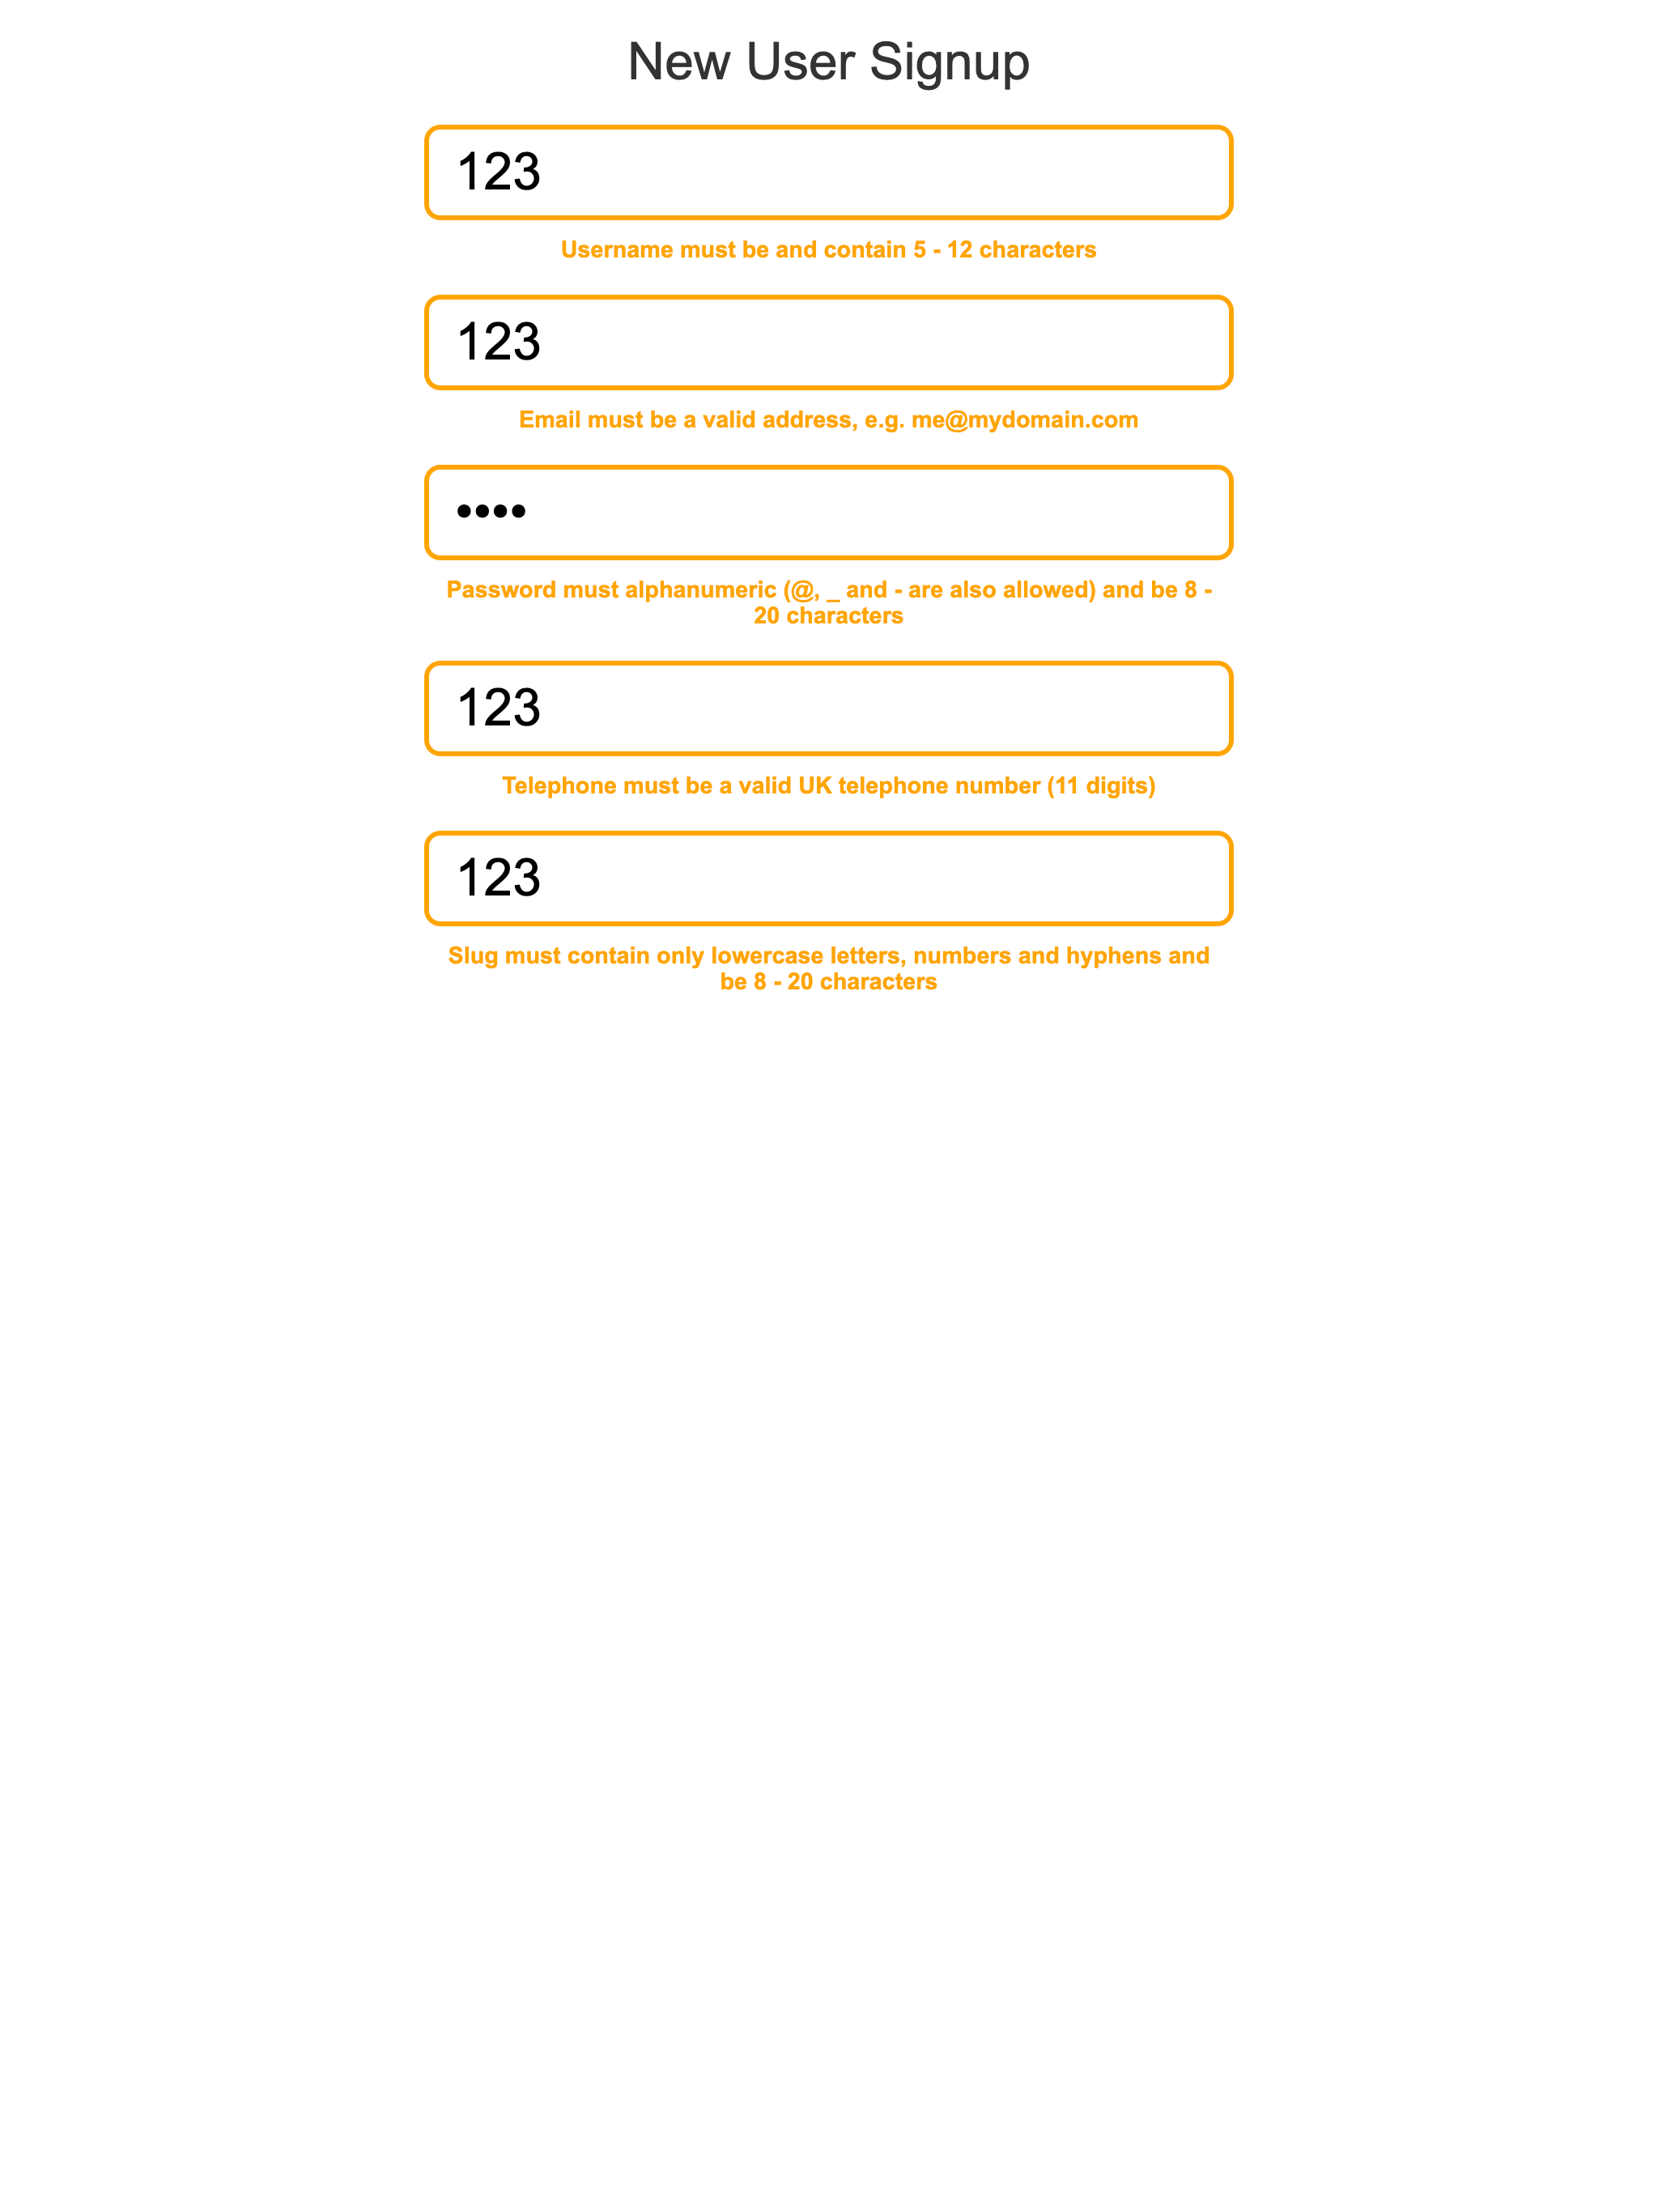 New User Signup
123
Username must be and contain 5 - 12 characters
123
Email must be a valid address, e.g. me@mydomain.com
••••
Password must alphanumeric (@, _ and - are also allowed) and be 8 -
20 characters
123
Telephone must be a valid UK telephone number (11 digits)
123
Slug must contain only lowercase letters, numbers and hyphens and
be 8 - 20 characters